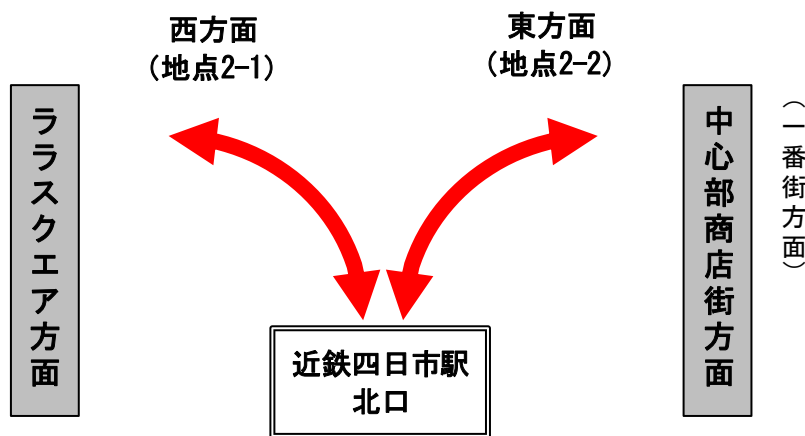 西方面
（地点2-1）
東方面
（地点2-2）
ララスクエア方面
中心部商店街方面
（一番街方面）
近鉄四日市駅
北口